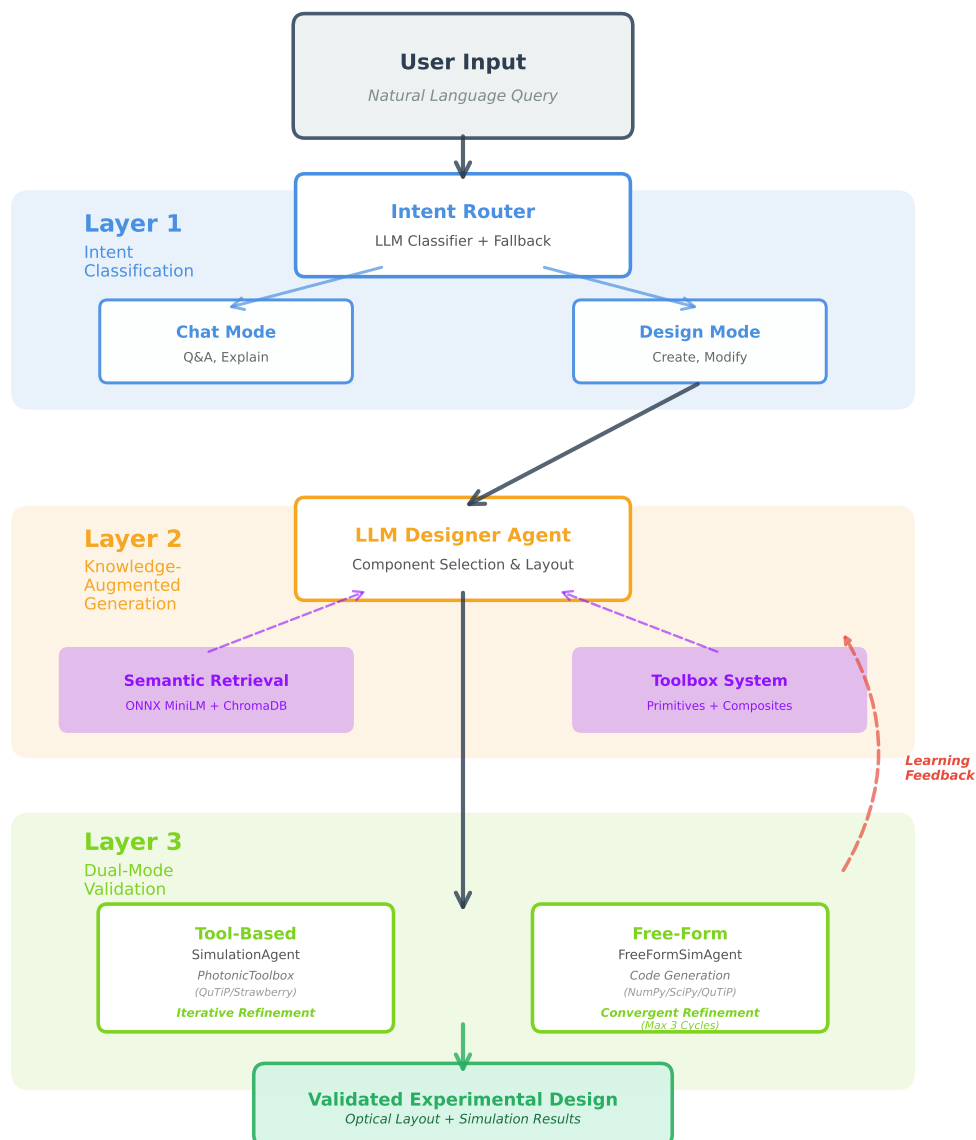 User Input
Natural Language Query
Layer 1
Intent
Classification
Intent Router
LLM Classifier + Fallback
Chat Mode
Q&A, Explain
Design Mode
Create, Modify
Layer 2
Knowledge-
Augmented
Generation
LLM Designer Agent
Component Selection & Layout
Semantic Retrieval
ONNX MiniLM + ChromaDB
Toolbox System
Primitives + Composites
Learning
Feedback
Layer 3
Dual-Mode
Validation
Tool-Based
SimulationAgent
PhotonicToolbox
(QuTiP/Strawberry)
Iterative Refinement
Free-Form
FreeFormSimAgent
Code Generation
(NumPy/SciPy/QuTiP)
Convergent Refinement
(Max 3 Cycles)
Validated Experimental Design
Optical Layout + Simulation Results